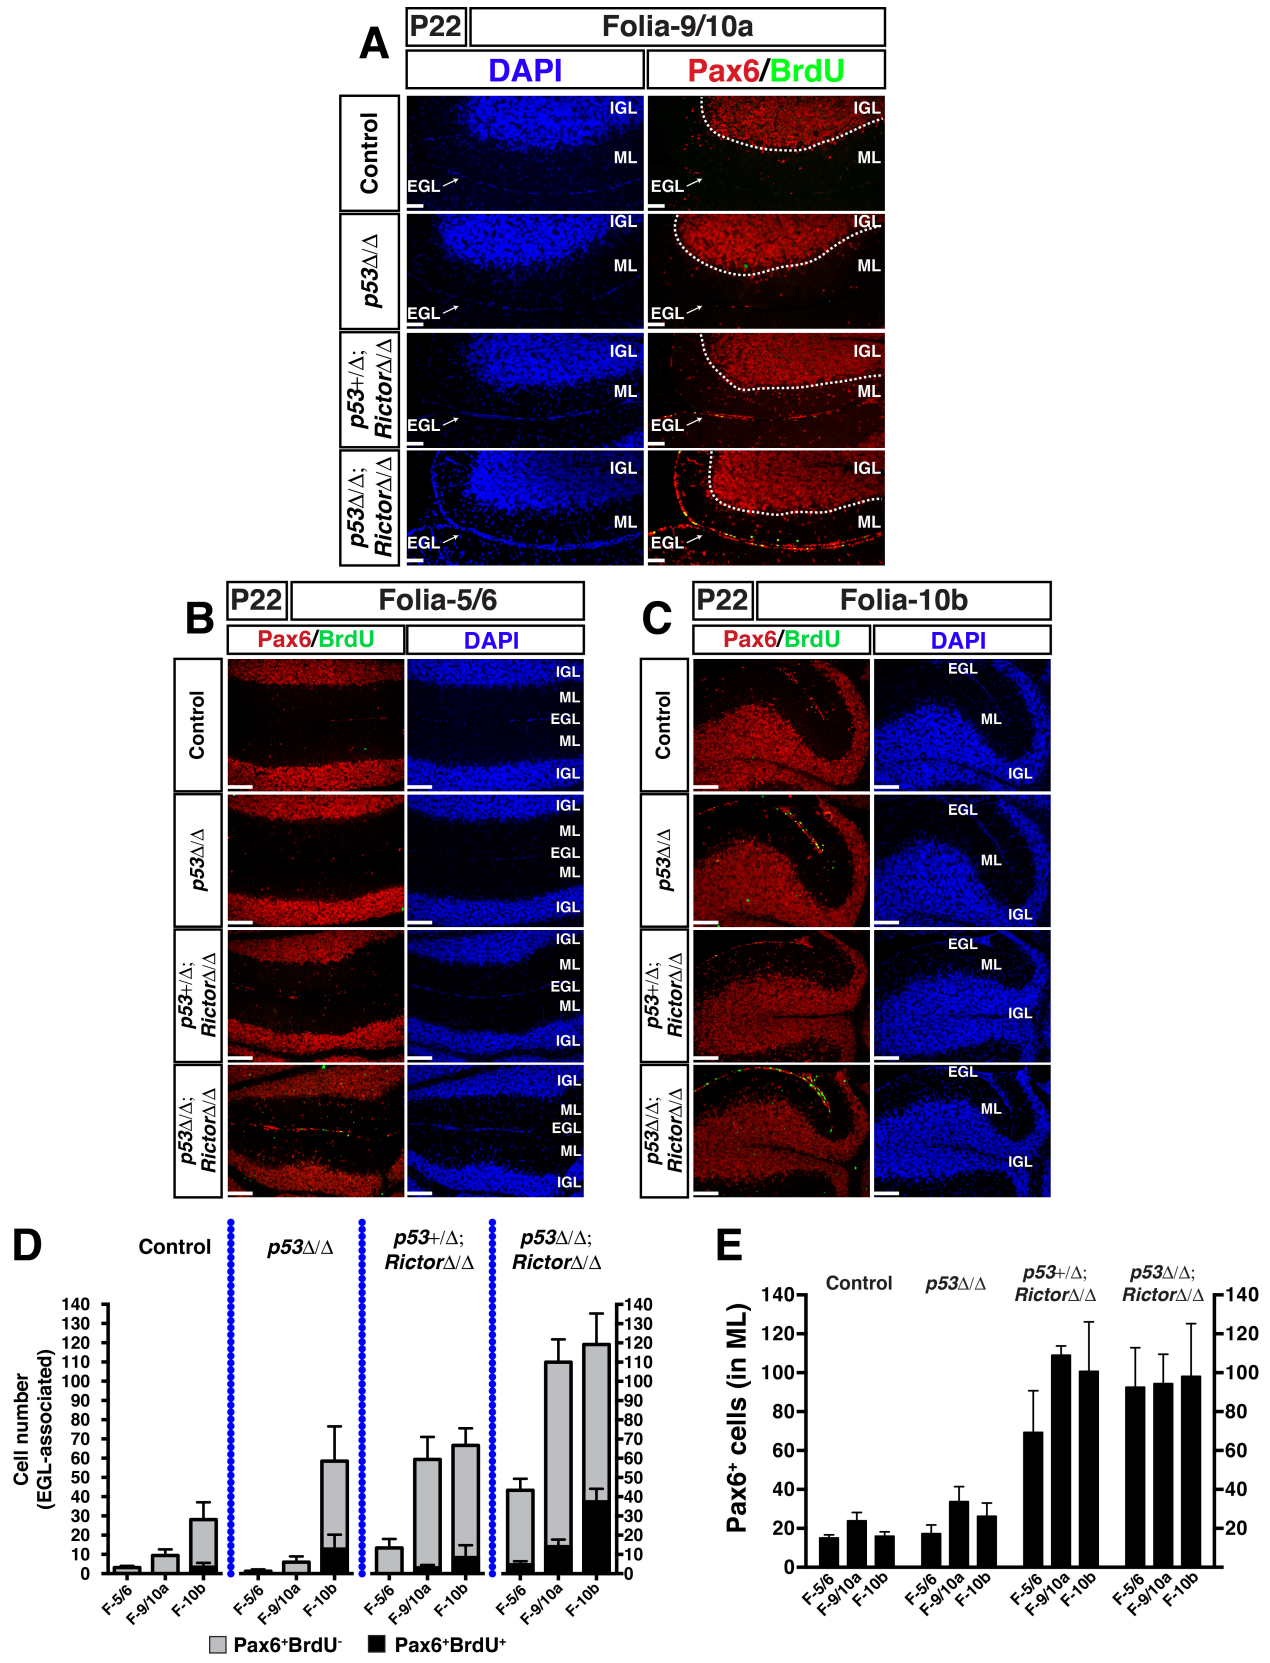 A
P22 Folia-9/10a
DAPI Pax6/BrdU
Control
IGL
ML
EGL
IGL
ML
EGL
p53Δ/Δ
IGL
ML
EGL
IGL
ML
EGL
p53+/Δ;
RictorΔ/Δ
IGL
ML
EGL
IGL
ML
EGL
p53Δ/Δ;
RictorΔ/Δ
IGL
ML
EGL
IGL
ML
EGL
B
P22 Folia-5/6
Pax6/BrdU DAPI
Control
IGL
ML
EGL
ML
IGL
p53Δ/Δ
IGL
ML
EGL
ML
IGL
p53+/Δ;
RictorΔ/Δ
IGL
ML
EGL
ML
IGL
p53Δ/Δ;
RictorΔ/Δ
IGL
ML
EGL
ML
IGL
C
P22 Folia-10b
Pax6/BrdU DAPI
Control
EGL
ML
IGL
p53Δ/Δ
EGL
ML
IGL
p53+/Δ;
RictorΔ/Δ
EGL
ML
IGL
p53Δ/Δ;
RictorΔ/Δ
EGL
ML
IGL
D
Control
p53Δ/Δ
p53+/Δ;
RictorΔ/Δ
p53Δ/Δ;
RictorΔ/Δ
Cell number
(EGL-associated)
140
130
120
110
100
90
80
70
60
50
40
30
20
10
0
140
130
120
110
100
90
80
70
60
50
40
30
20
10
0
F-5/6 F-9/10a F-10b F-5/6 F-9/10a F-10b F-5/6 F-9/10a F-10b F-5/6 F-9/10a F-10b
Pax6⁺BrdU⁻ Pax6⁺BrdU⁺
E
Control
p53Δ/Δ
p53+/Δ;
RictorΔ/Δ
p53Δ/Δ;
RictorΔ/Δ
Pax6⁺ cells (in ML)
140
120
100
80
60
40
20
0
140
120
100
80
60
40
20
F-5/6 F-9/10a F-10b F-5/6 F-9/10a F-10b F-5/6 F-9/10a F-10b F-5/6 F-9/10a F-10b